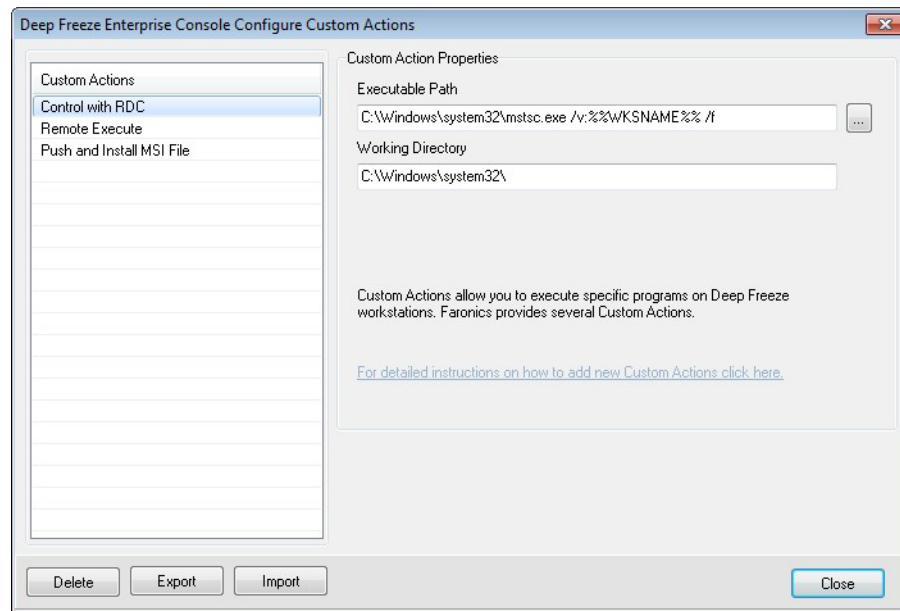 Deep Freeze Enterprise Console Configure Custom Actions
Custom Actions
Control with RDC
Remote Execute
Push and Install MSI File
Custom Action Properties
Executable Path
C:\Windows\system32\mstsc.exe /v:%%WKSNAME%% /f
...
Working Directory
C:\Windows\system32\
Custom Actions allow you to execute specific programs on Deep Freeze
workstations. Faronics provides several Custom Actions.
For detailed instructions on how to add new Custom Actions click here.
Delete
Export
Import
Close